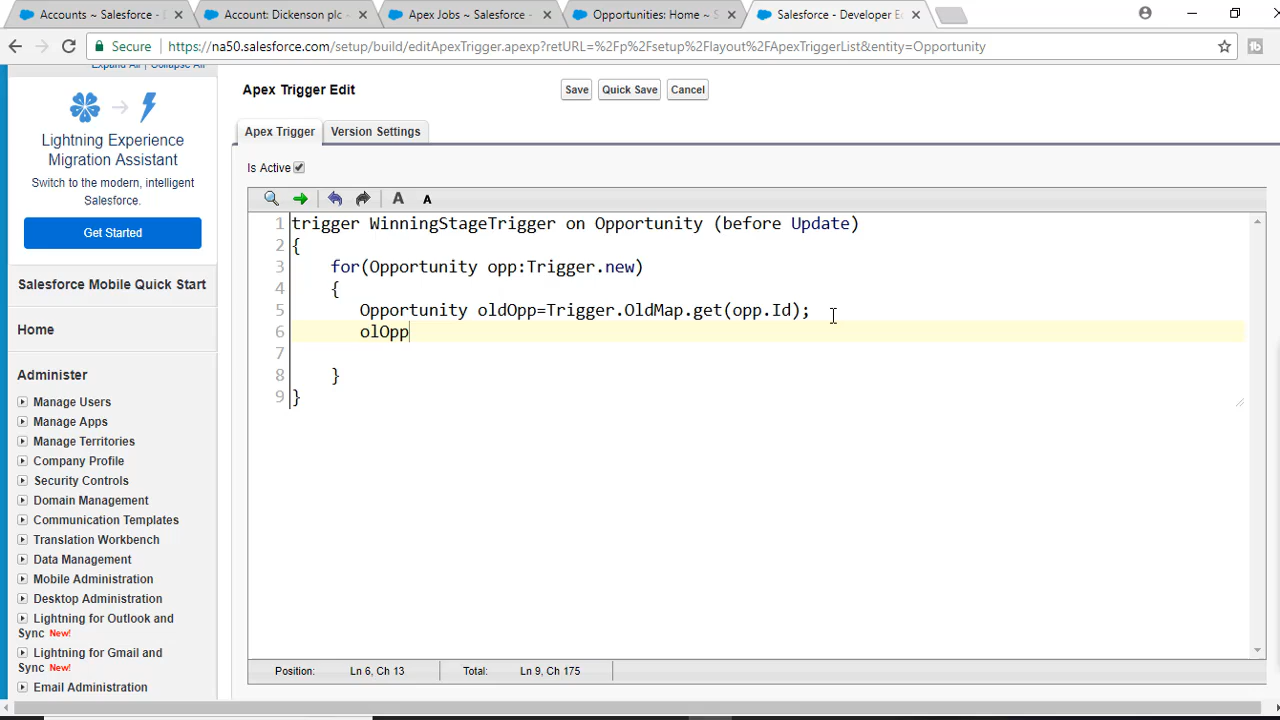 Accounts ~ Salesforce - D
Account: Dickenson plc ~
Apex Jobs ~ Salesforce -
Opportunities: Home ~ S
Salesforce - Developer E
Secure
https://na50.salesforce.com/setup/build/editApexTrigger.apexp?retURL=%2Fp%2Fsetup%2Flayout%2FApexTriggerList&entity=Opportunity
Expand All | Collapse All
Lightning Experience
Migration Assistant
Switch to the modern, intelligent
Salesforce.
Get Started
Salesforce Mobile Quick Start
Home
Administer
Manage Users
Manage Apps
Manage Territories
Company Profile
Security Controls
Domain Management
Communication Templates
Translation Workbench
Data Management
Mobile Administration
Desktop Administration
Lightning for Outlook and
Sync New!
Lightning for Gmail and
Sync New!
Email Administration
Apex Trigger Edit
Save
Quick Save
Cancel
Apex Trigger
Version Settings
Is Active
A
A
1 trigger WinningStageTrigger on Opportunity (before Update)
2 {
3 for(Opportunity opp:Trigger.new)
4 {
5 Opportunity oldOpp=Trigger.OldMap.get(opp.Id);
6 olOpp
7
8 }
9 }
Position: Ln 6, Ch 13 Total: Ln 9, Ch 175